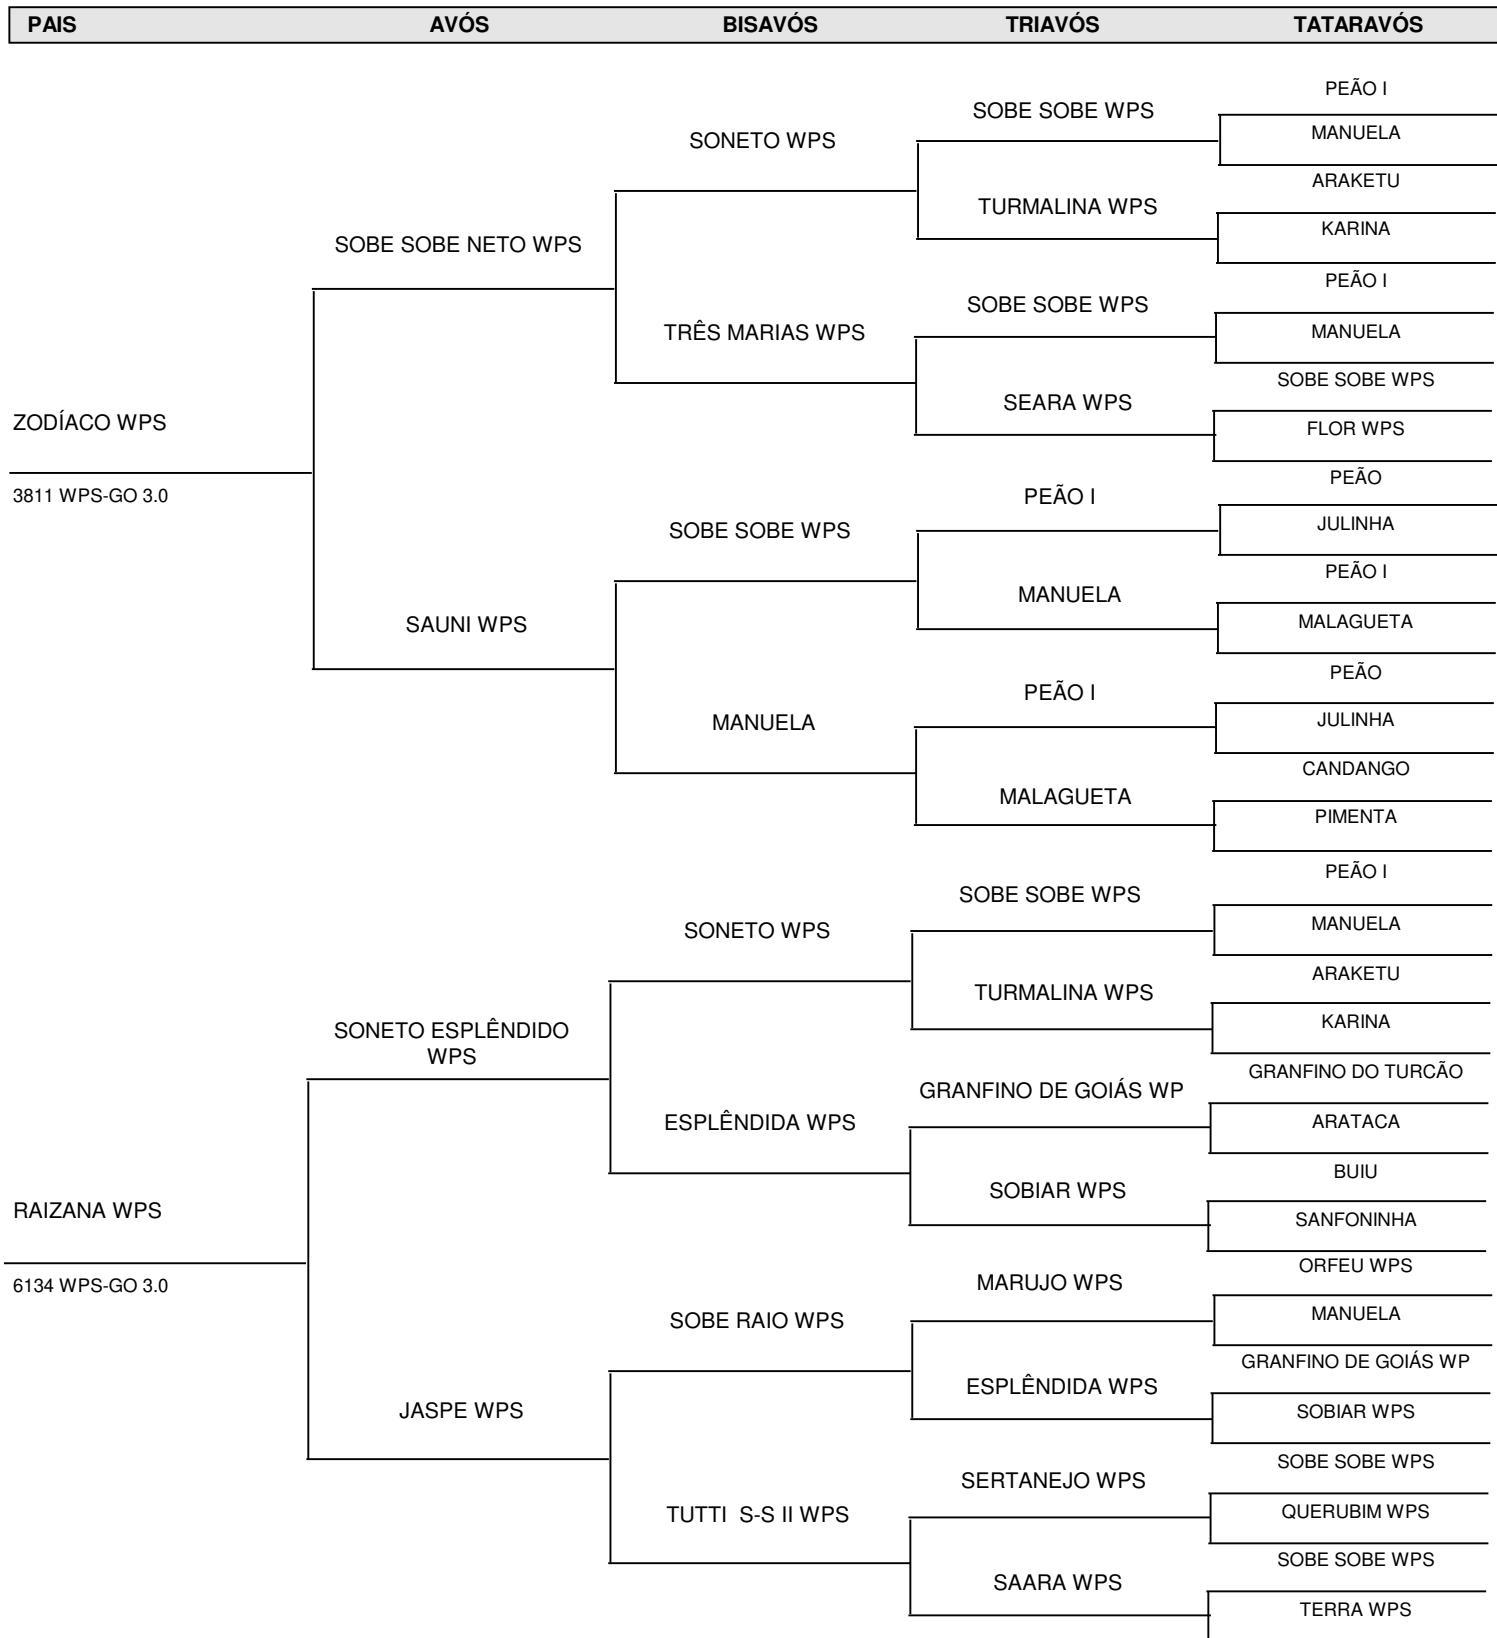 PAIS AVÓS BISAVÓS TRIAVÓS TATARAVÓS
PEÃO I
SOBE SOBE WPS
MANUELA
SONETO WPS
ARAKETU
TURMALINA WPS
KARINA
SOBE SOBE NETO WPS
PEÃO I
SOBE SOBE WPS
MANUELA
TRÊS MARIAS WPS
SOBE SOBE WPS
SEARA WPS
FLOR WPS
ZODÍACO WPS
3811 WPS-GO 3.0
PEÃO
PEÃO I
JULINHA
SOBE SOBE WPS
PEÃO I
MANUELA
MALAGUETA
SAUNI WPS
PEÃO
PEÃO I
JULINHA
MANUELA
CANDANGO
MALAGUETA
PIMENTA
PEÃO I
SOBE SOBE WPS
MANUELA
SONETO WPS
ARAKETU
TURMALINA WPS
KARINA
SONETO ESPLÊNDIDO
WPS
GRANFINO DO TURCÃO
GRANFINO DE GOIÁS WP
ARATACA
ESPLÊNDIDA WPS
BUIU
SOBIAR WPS
SANFONINHA
RAIZANA WPS
6134 WPS-GO 3.0
ORFEU WPS
MARUJO WPS
MANUELA
SOBE RAIO WPS
GRANFINO DE GOIÁS WP
ESPLÊNDIDA WPS
SOBIAR WPS
JASPE WPS
SOBE SOBE WPS
SERTANEJO WPS
QUERUBIM WPS
TUTTI S-S II WPS
SOBE SOBE WPS
SAARA WPS
TERRA WPS